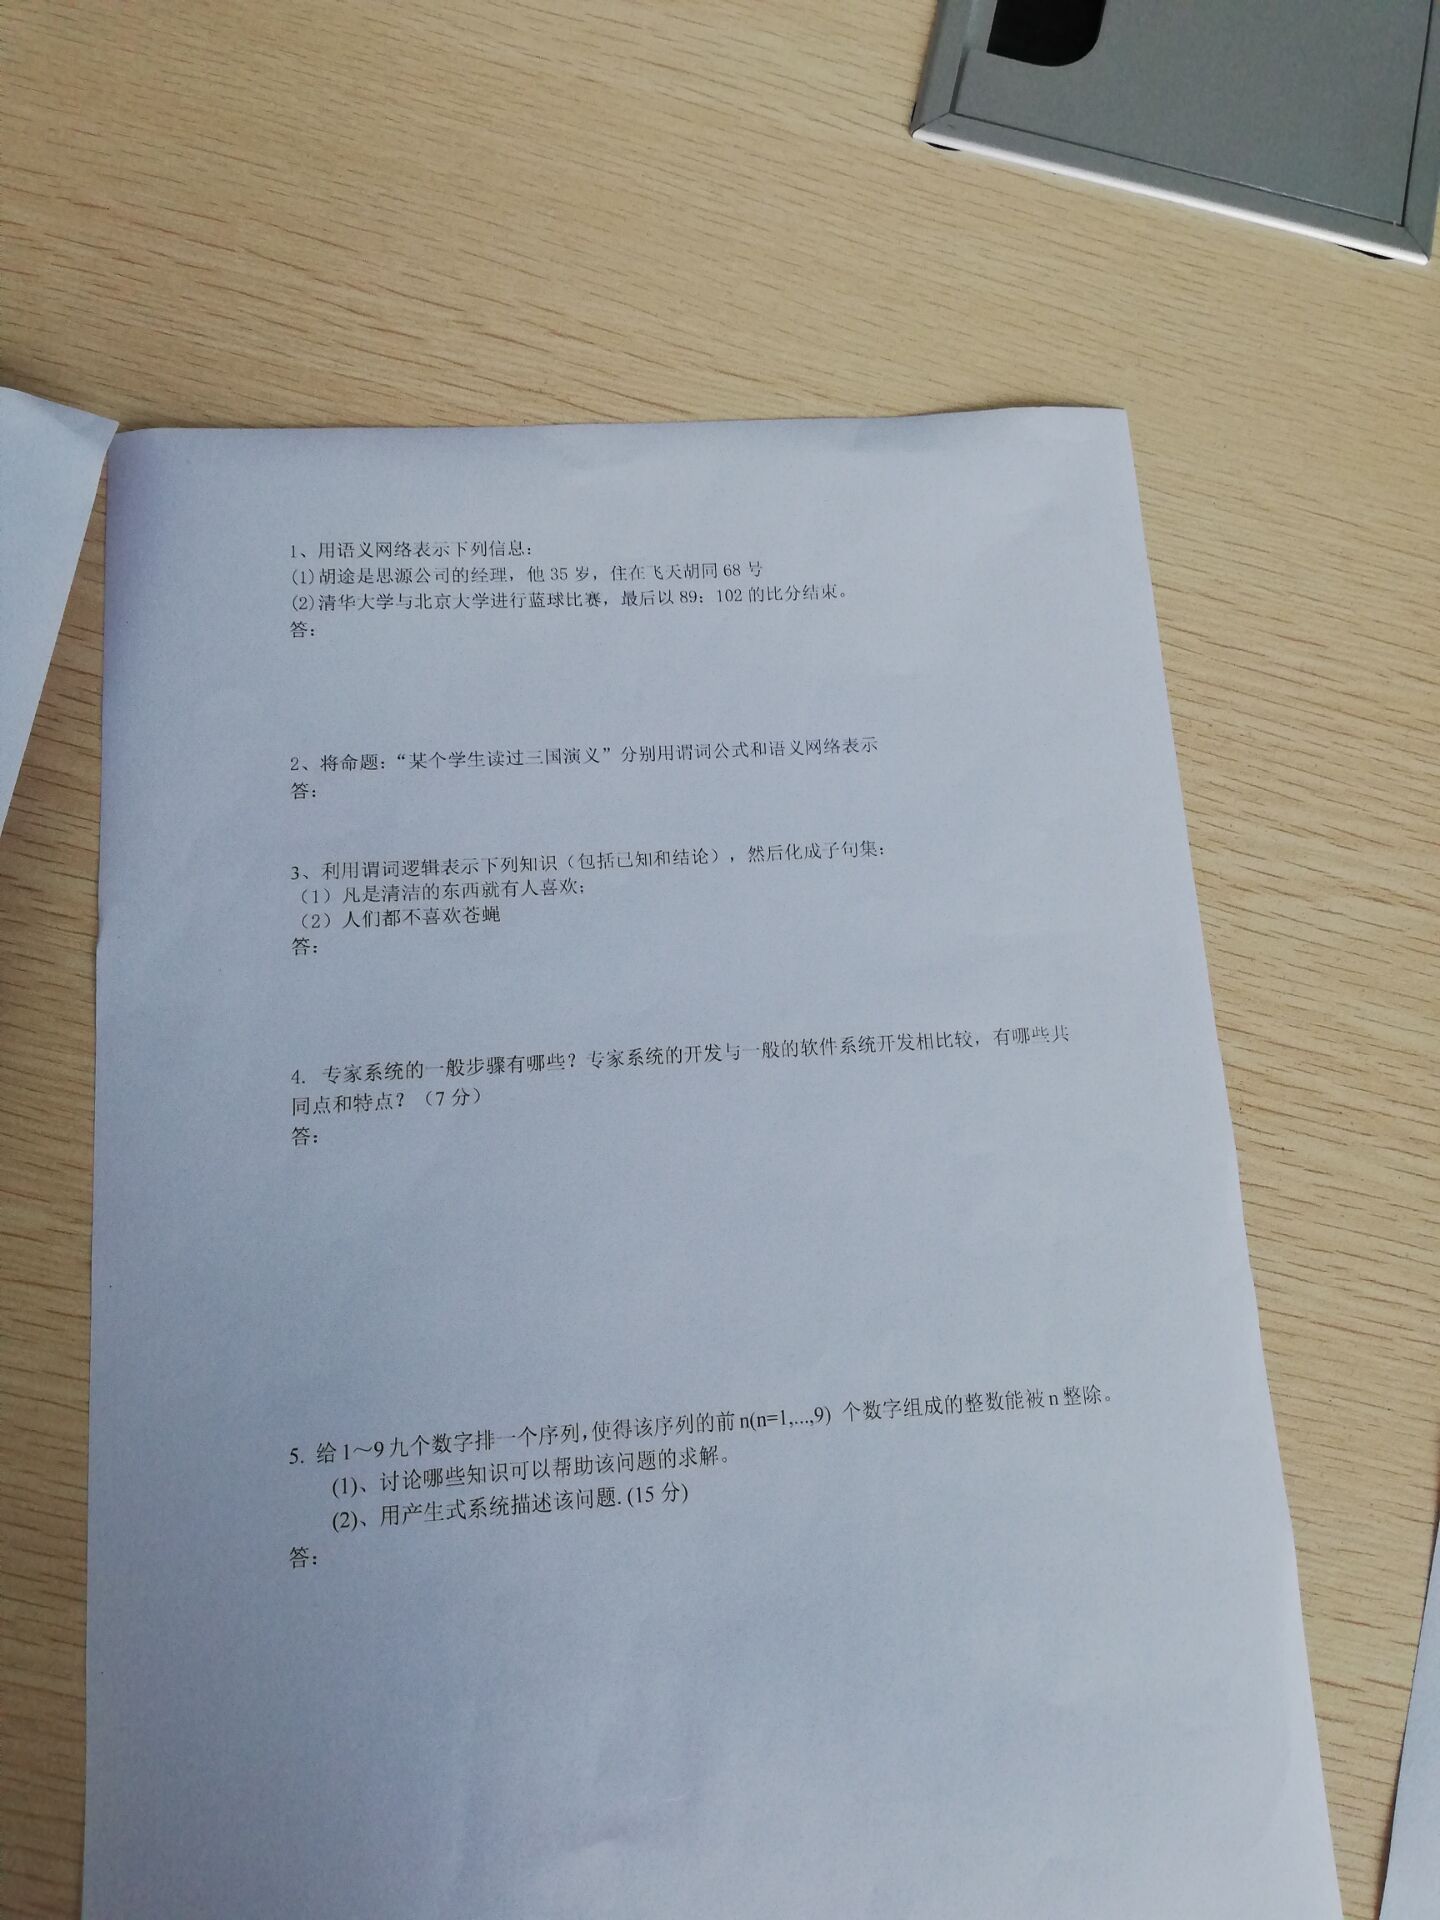 1、用语义网络表示下列信息：
(1)胡途是思源公司的经理，他 35 岁，住在飞天胡同 68 号
(2)清华大学与北京大学进行蓝球比赛，最后以 89：102 的比分结束。
答：
2、将命题：“某个学生读过三国演义”分别用谓词公式和语义网络表示
答：
3、利用谓词逻辑表示下列知识（包括已知和结论），然后化成子句集：
（1）凡是清洁的东西就有人喜欢；
（2）人们都不喜欢苍蝇
答：
4. 专家系统的一般步骤有哪些？专家系统的开发与一般的软件系统开发相比较，有哪些共
同点和特点？（7 分）
答：
5. 给 1～9 九个数字排一个序列,使得该序列的前 n(n=1,...,9) 个数字组成的整数能被 n 整除。
(1)、讨论哪些知识可以帮助该问题的求解。
(2)、用产生式系统描述该问题. (15 分)
答：